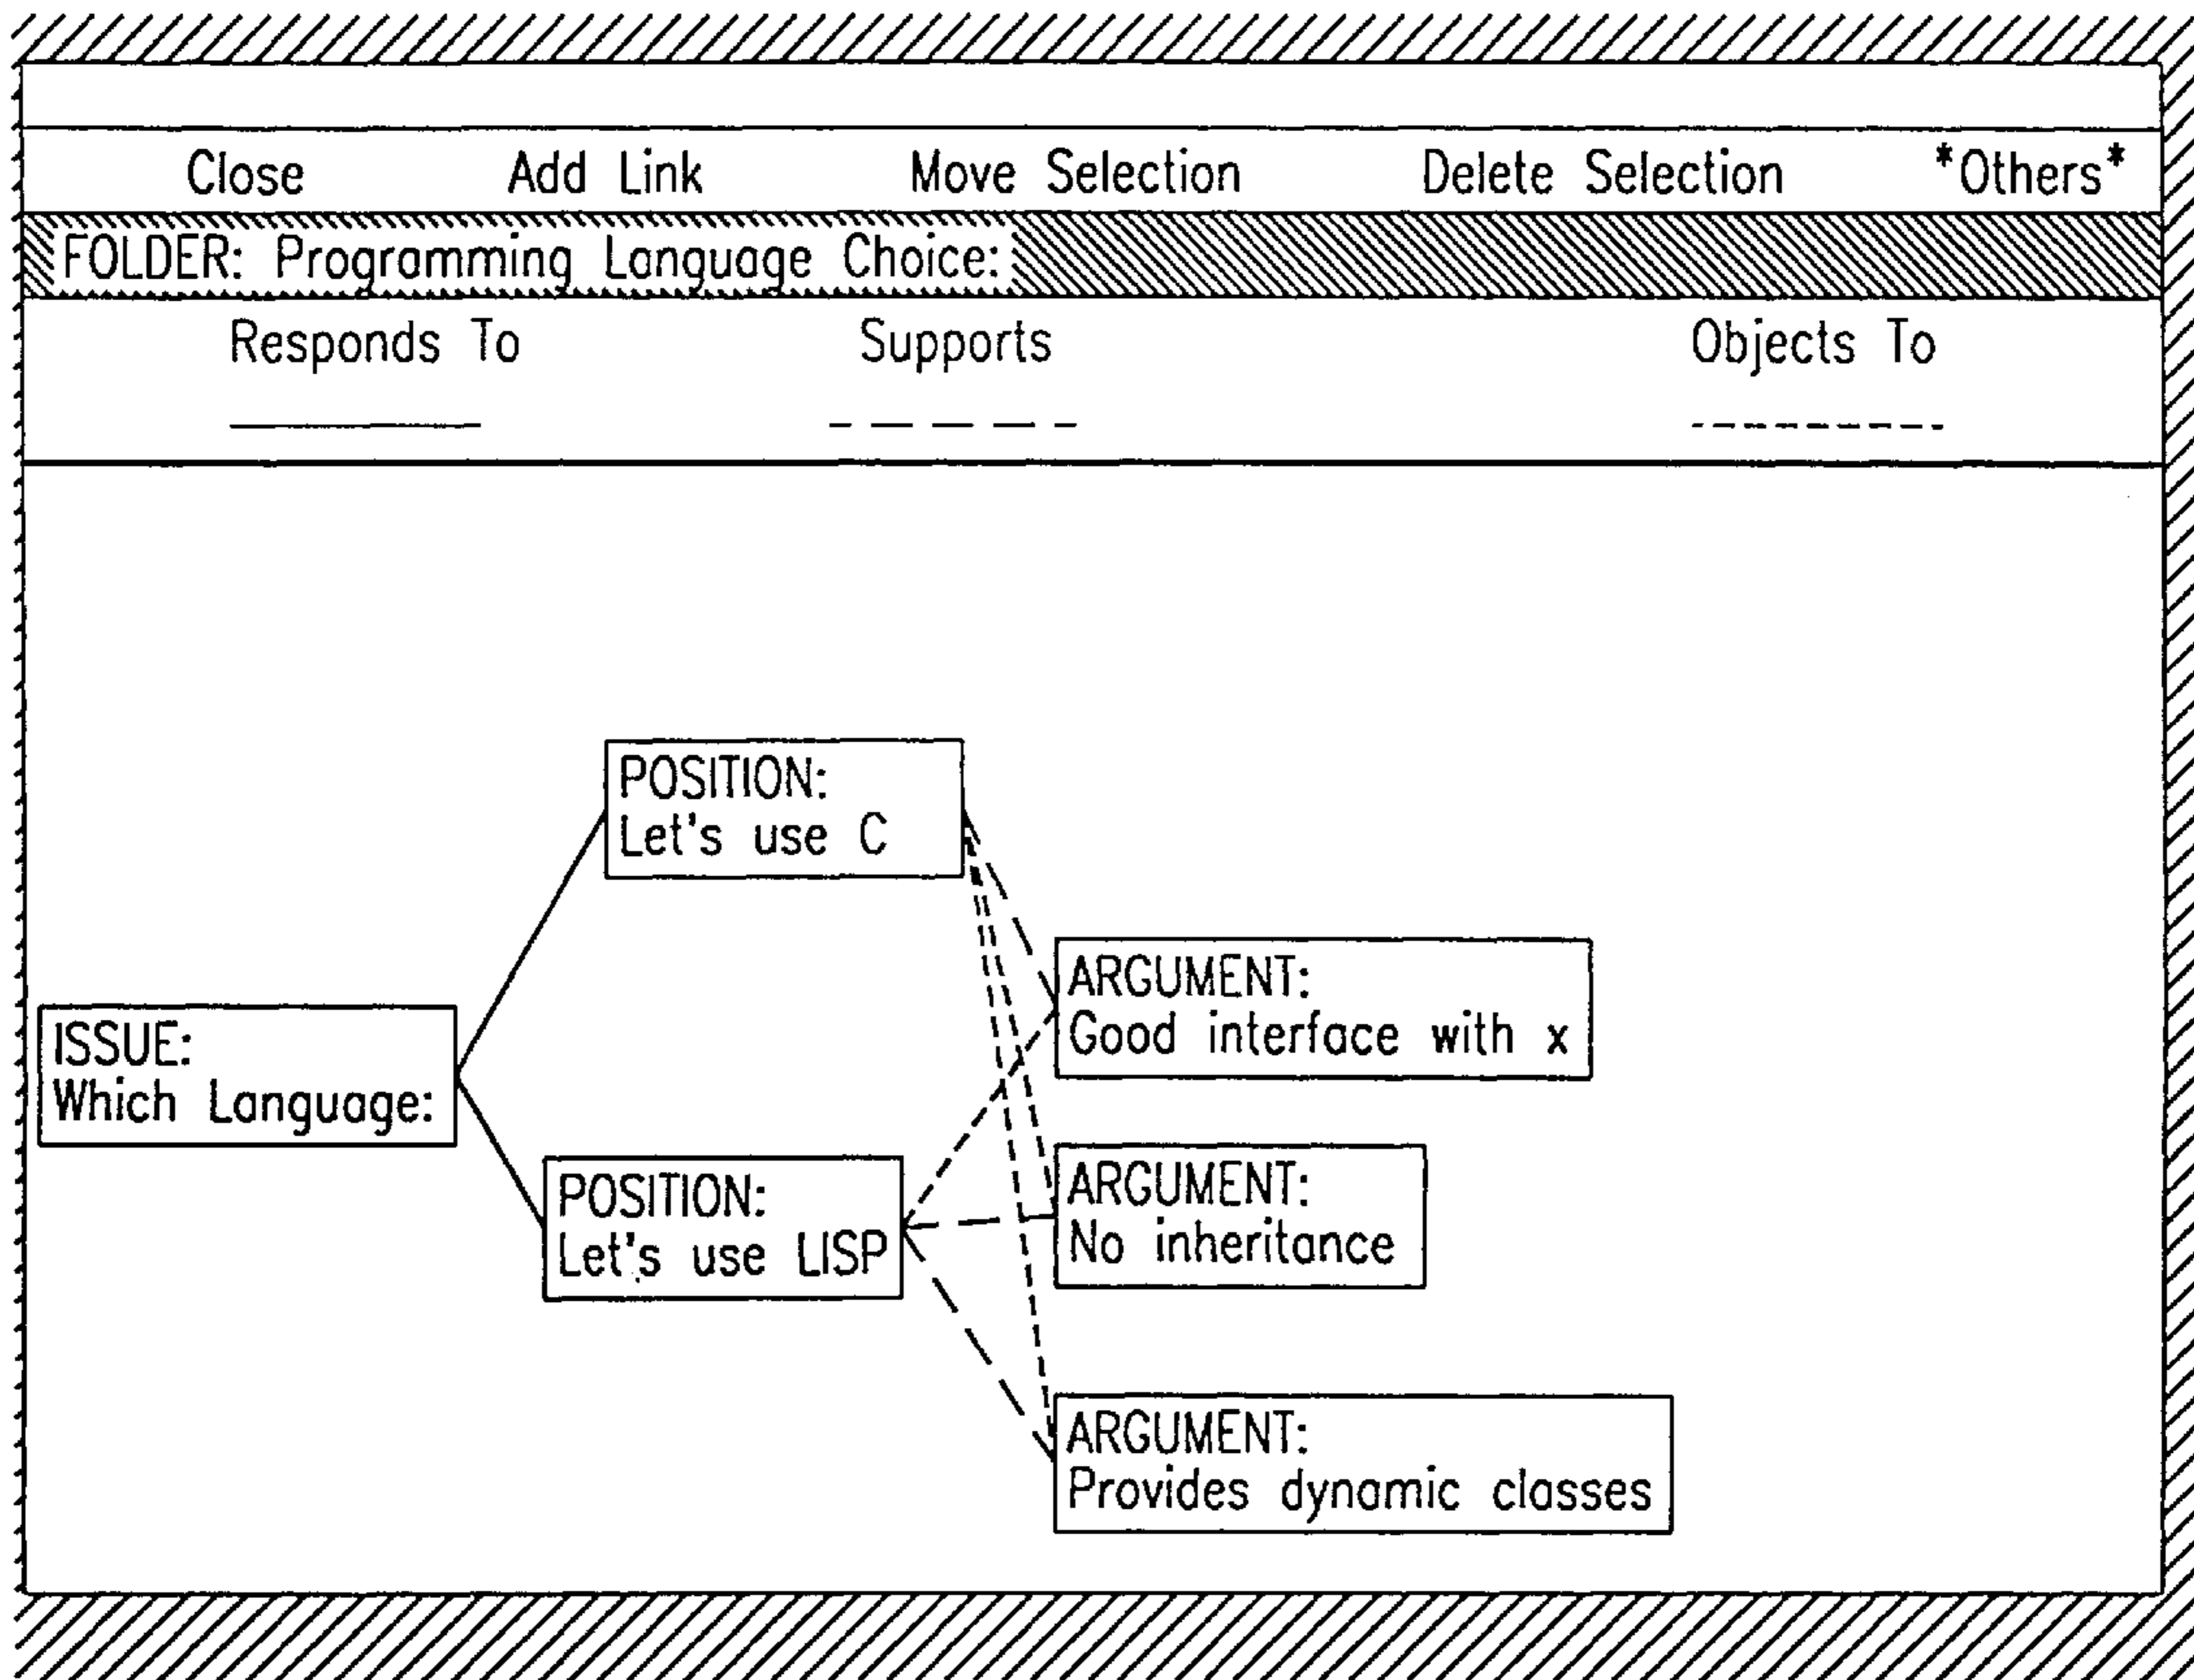 Close Add Link Move Selection Delete Selection *Others*
FOLDER: Programming Language Choice:
Responds To Supports Objects To
POSITION:
Let's use C
ARGUMENT:
Good interface with x
ISSUE:
Which Language:
POSITION:
Let's use LISP
ARGUMENT:
No inheritance
ARGUMENT:
Provides dynamic classes